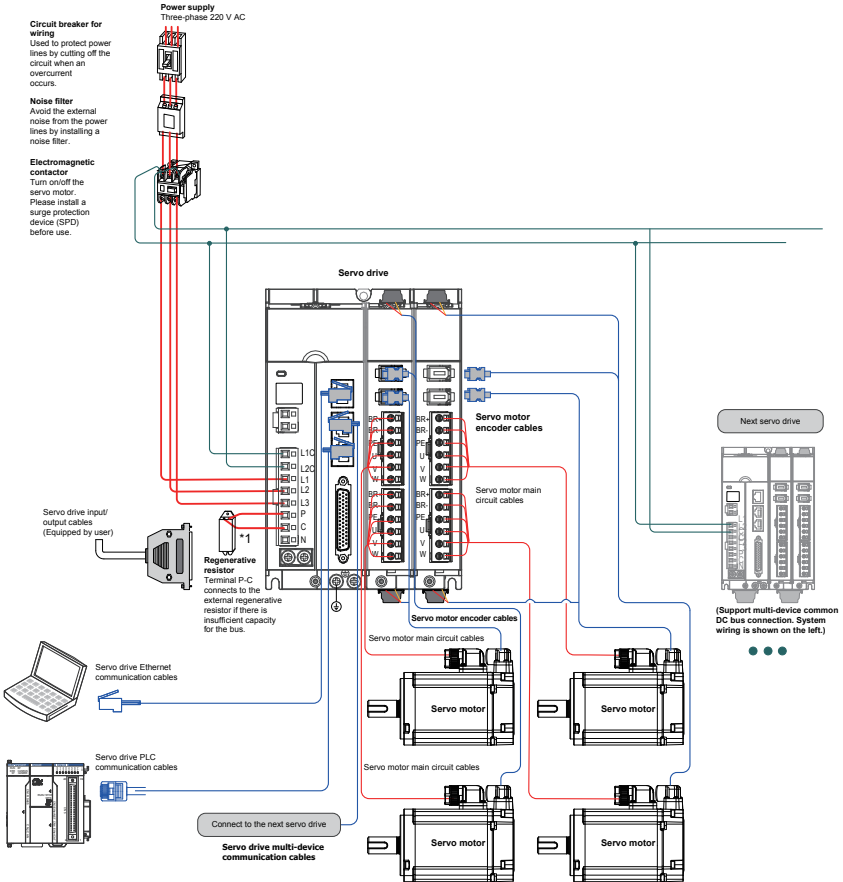 Power supply
Three-phase 220 V AC
Circuit breaker for
wiring
Used to protect power
lines by cutting off the
circuit when an
overcurrent
occurs.
Noise filter
Avoid the external
noise from the power
lines by installing a
noise filter.
Electromagnetic
contactor
Turn on/off the
servo motor.
Please install a
surge protection
device (SPD)
before use.
Servo drive
L1C
L2C
L1
L2
L3
P
C
N
BR+
BR-
PE
U
V
W
BR+
BR-
PE
U
V
W
BR+
BR-
PE
U
V
W
BR+
BR-
PE
U
V
W
Servo motor
encoder cables
Servo motor main
circuit cables
Next servo drive
(Support multi-device common
DC bus connection. System
wiring is shown on the left.)
Servo drive input/
output cables
(Equipped by user)
*1
Regenerative
resistor
Terminal P-C
connects to the
external regenerative
resistor if there is
insufficient capacity
for the bus.
Servo motor encoder cables
Servo motor main circuit cables
Servo motor
Servo motor
Servo drive Ethernet
communication cables
Servo drive PLC
communication cables
Servo motor main circuit cables
Servo motor
Servo motor
Connect to the next servo drive
Servo drive multi-device
communication cables